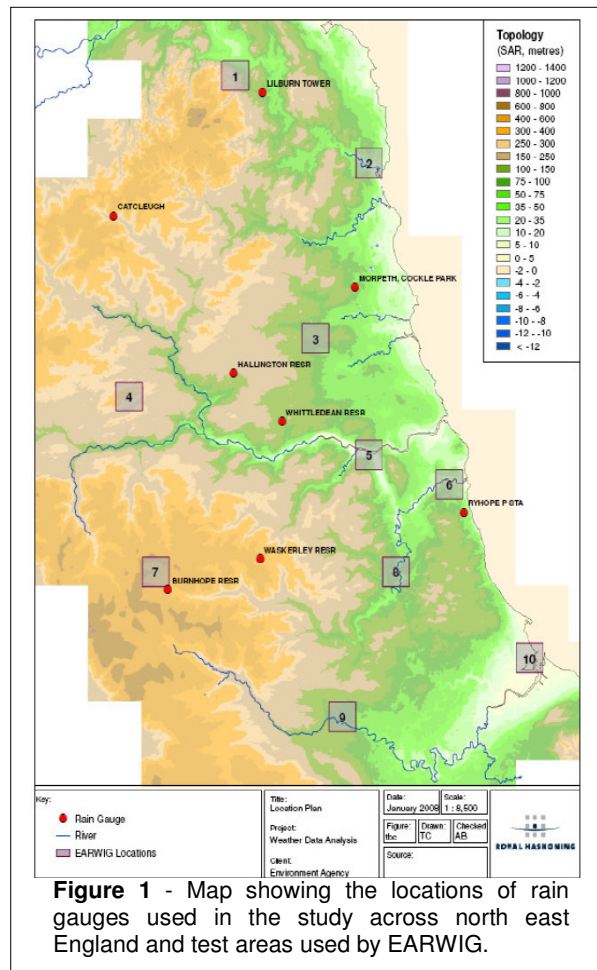 Topology
(SAR, metres)
1200 - 1400
1000 - 1200
800 - 1000
600 - 800
400 - 600
300 - 400
250 - 300
150 - 250
100 - 150
75 - 100
50 - 75
35 - 50
20 - 35
10 - 20
5 - 10
0 - 5
-2 - 0
-4 - -2
-6 - -4
-8 - -6
-10 - -8
-12 - -10
< -12
1
LILBURN TOWER
2
CATCLEUGH
MORPETH, COCKLE PARK
3
HALLINGTON RESR
4
WHITTLEDEAN RESR
5
6
RYHOPE P STA
WASKERLEY RESR
7
8
BURNHOPE RESR
10
9
Key:
Rain Gauge
River
EARWIG Locations
Title:
Location Plan
Project:
Weather Data Analysis
Client:
Environment Agency
Date: Scale:
January 2008 1 : 8,500
Figure: Drawn: Checked
the TC AB
Source:
ROYAL HASKONING
Figure 1 - Map showing the locations of rain
gauges used in the study across north east
England and test areas used by EARWIG.